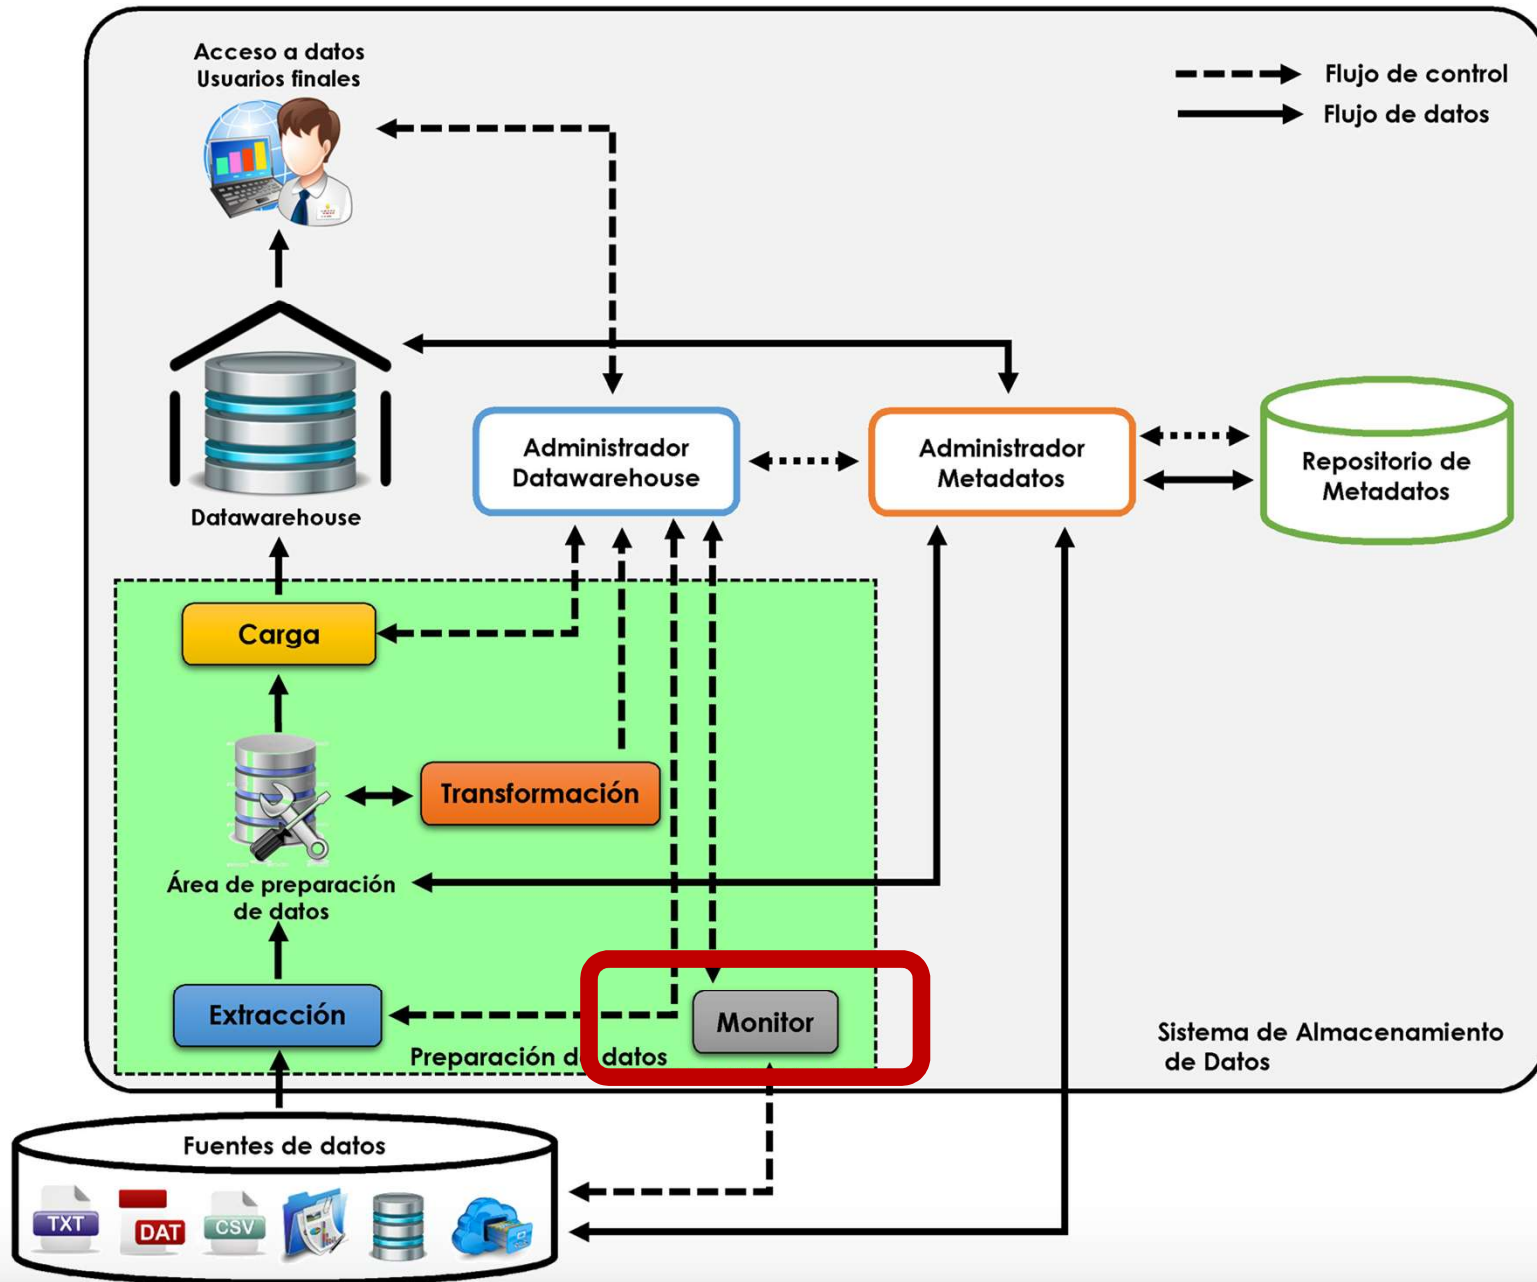 Acceso a datos
Usuarios finales
Flujo de control
Flujo de datos
Administrador
Datawarehouse
Administrador
Metadatos
Repositorio de
Metadatos
Datawarehouse
Carga
Transformación
Área de preparación
de datos
Extracción
Monitor
Preparación de datos
Sistema de Almacenamiento
de Datos
Fuentes de datos
TXT
DAT
CSV